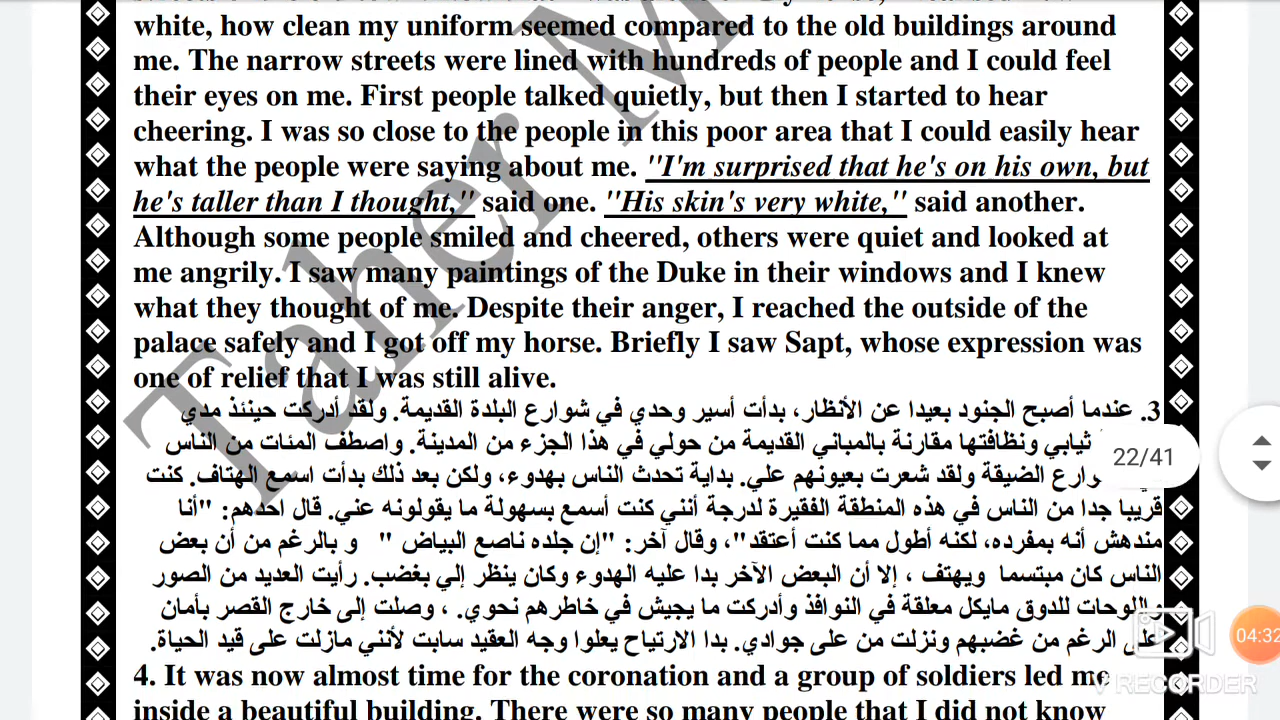 white, how clean my uniform seemed compared to the old buildings around
me. The narrow streets were lined with hundreds of people and I could feel
their eyes on me. First people talked quietly, but then I started to hear
cheering. I was so close to the people in this poor area that I could easily hear
what the people were saying about me. "I'm surprised that he's on his own, but
he's taller than I thought," said one. "His skin's very white," said another.
Although some people smiled and cheered, others were quiet and looked at
me angrily. I saw many paintings of the Duke in their windows and I knew
what they thought of me. Despite their anger, I reached the outside of the
palace safely and I got off my horse. Briefly I saw Sapt, whose expression was
one of relief that I was still alive.
3. عندما أصبح الجنود بعيدا عن الأنظار، بدأت أسير وحدي في شوارع البلدة القديمة. ولقد أدركت حينئذ مدي
ثيابي ونظافتها مقارنة بالمباني القديمة من حولي في هذا الجزء من المدينة. واصطف المئات من الناس
الضيقة ولقد شعرت بعيونهم علي. بداية تحدث الناس بهدوء، ولكن بعد ذلك بدأت اسمع الهتاف. كنت
قريبا جدا من الناس في هذه المنطقة الفقيرة لدرجة أنني كنت أسمع بسهولة ما يقولونه عني. قال احدهم: "أنا
مندهش أنه بمفرده، لكنه أطول مما كنت أعتقد"، وقال آخر: "إن جلده ناصع البياض " و بالرغم من أن بعض
الناس كان مبتسما ويهتف ، إلا أن البعض الآخر بدا عليه الهدوء وكان ينظر إلي بغضب. رأيت العديد من الصور
واللوحات للدوق مايكل معلقة في النوافذ وأدركت ما يجيش في خاطرهم نحوي. ، وصلت إلى خارج القصر بأمان
على الرغم من غضبهم ونزلت من على جوادي. بدا الارتياح يعلوا وجه العقيد سابت لأنني مازلت على قيد الحياة.
4. It was now almost time for the coronation and a group of soldiers led me
inside a beautiful building. There were so many people that I did not know
Taher M
22/41
04:32
RECORDER